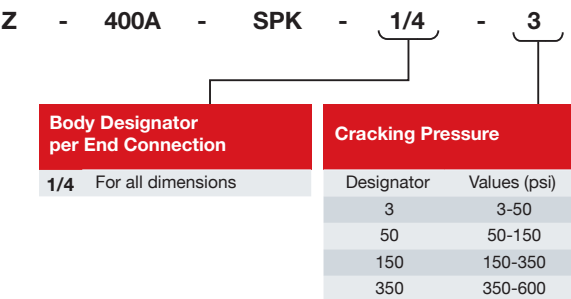 Z - 400A - SPK - 1/4 - 3
Body Designator
per End Connection
1/4 For all dimensions
Cracking Pressure
Designator Values (psi)
3 3-50
50 50-150
150 150-350
350 350-600